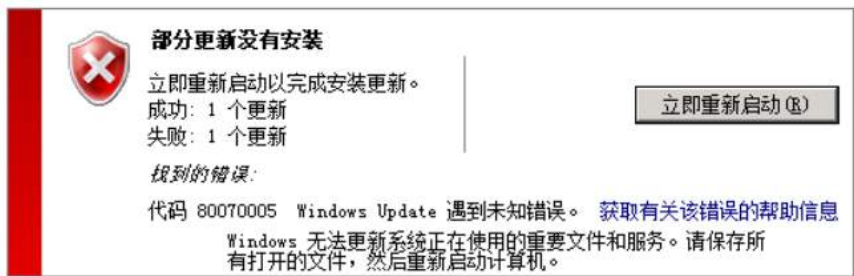 部分更新没有安装
立即重新启动以完成安装更新。
成功: 1 个更新
失败: 1 个更新
立即重新启动(R)
找到的错误:
代码 80070005 Windows Update 遇到未知错误。 获取有关该错误的帮助信息
Windows 无法更新系统正在使用的重要文件和服务。请保存所
有打开的文件，然后重新启动计算机。